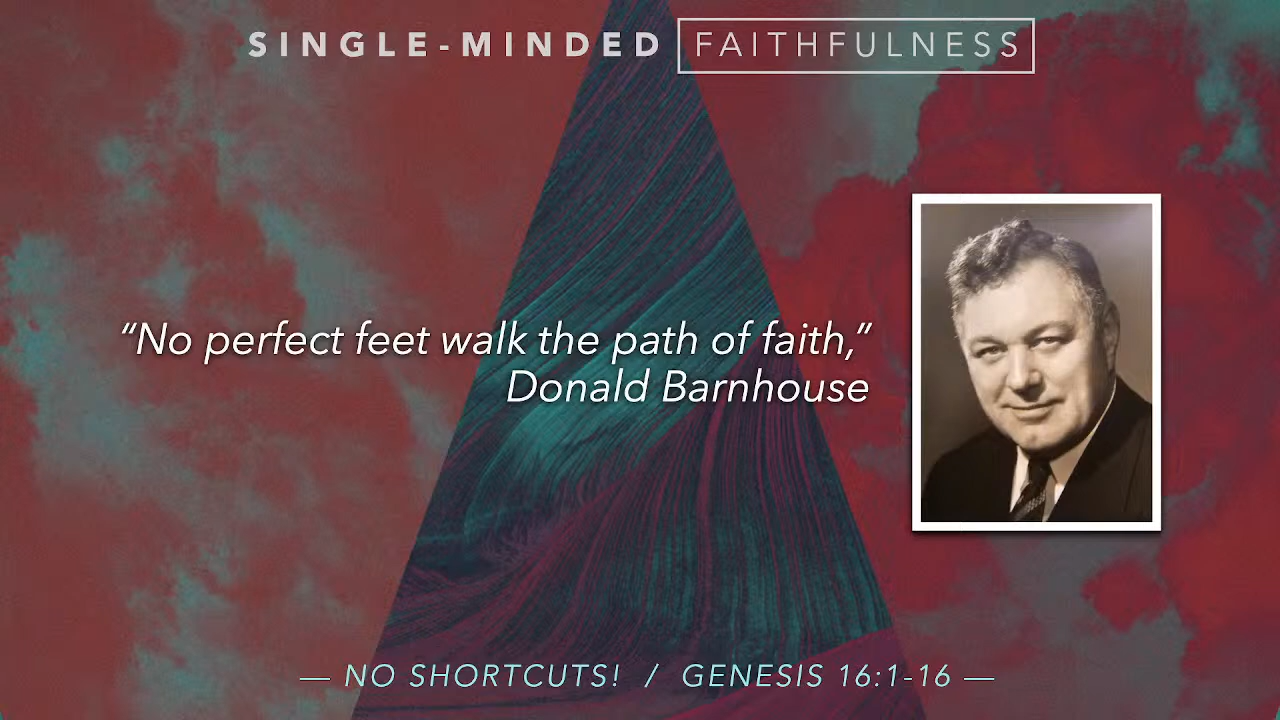 SINGLE-MINDED FAITHFULNESS
“No perfect feet walk the path of faith,”
Donald Barnhouse
— NO SHORTCUTS! / GENESIS 16:1-16 —